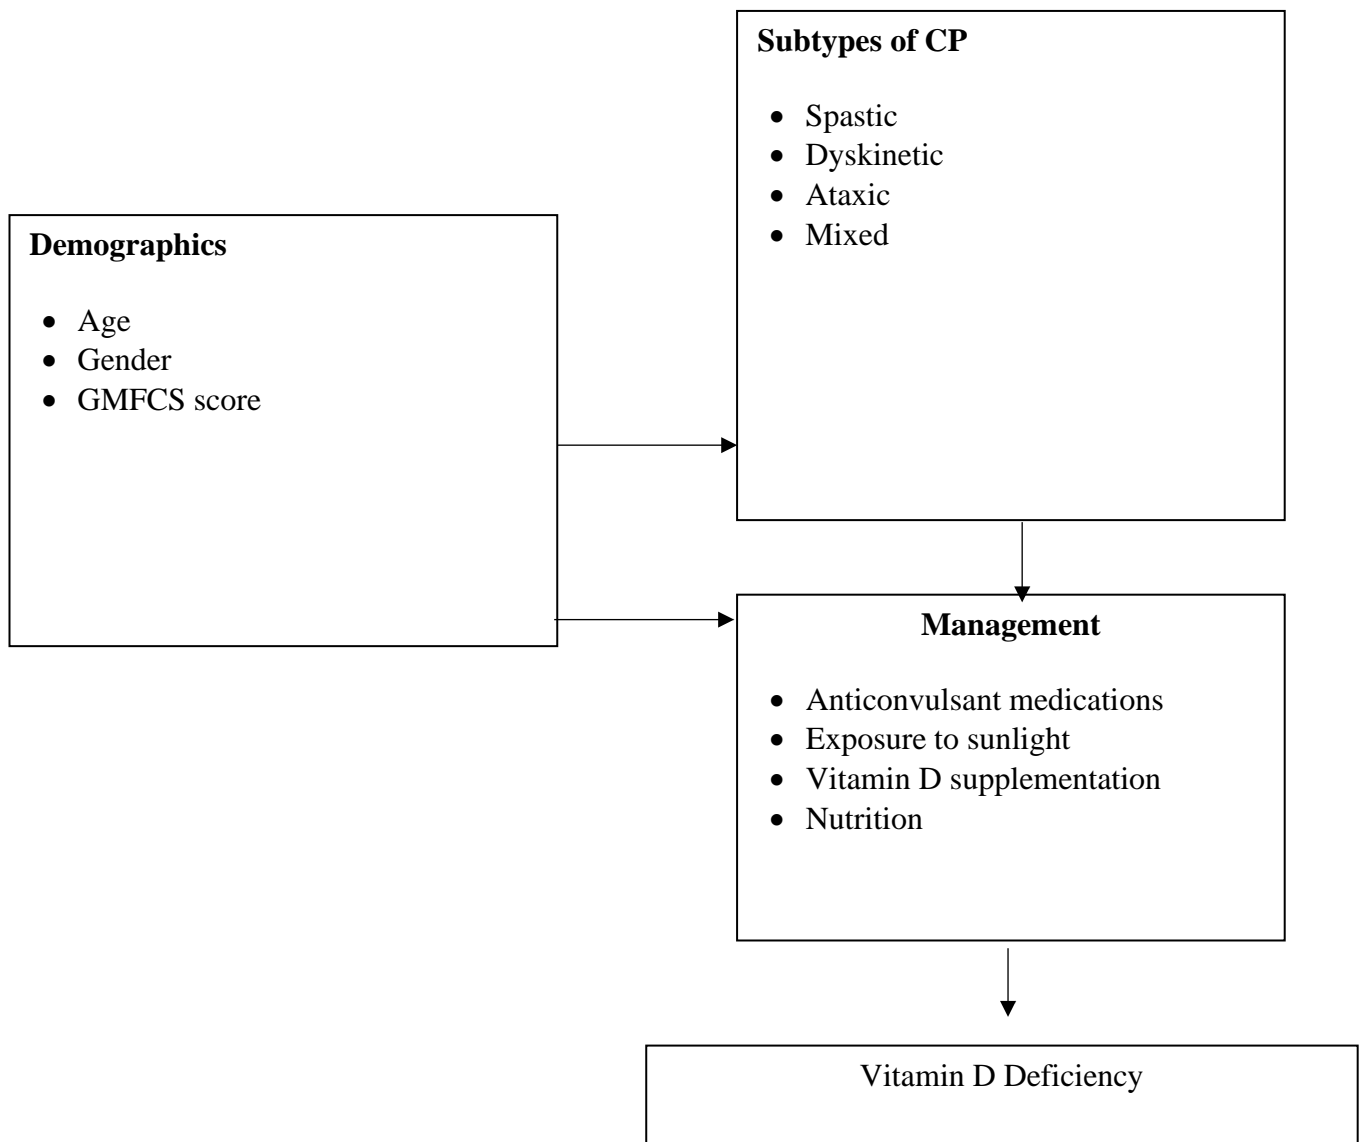 Subtypes of CP
• Spastic
• Dyskinetic
• Ataxic
• Mixed
Demographics
• Age
• Gender
• GMFCS score
Management
• Anticonvulsant medications
• Exposure to sunlight
• Vitamin D supplementation
• Nutrition
Vitamin D Deficiency